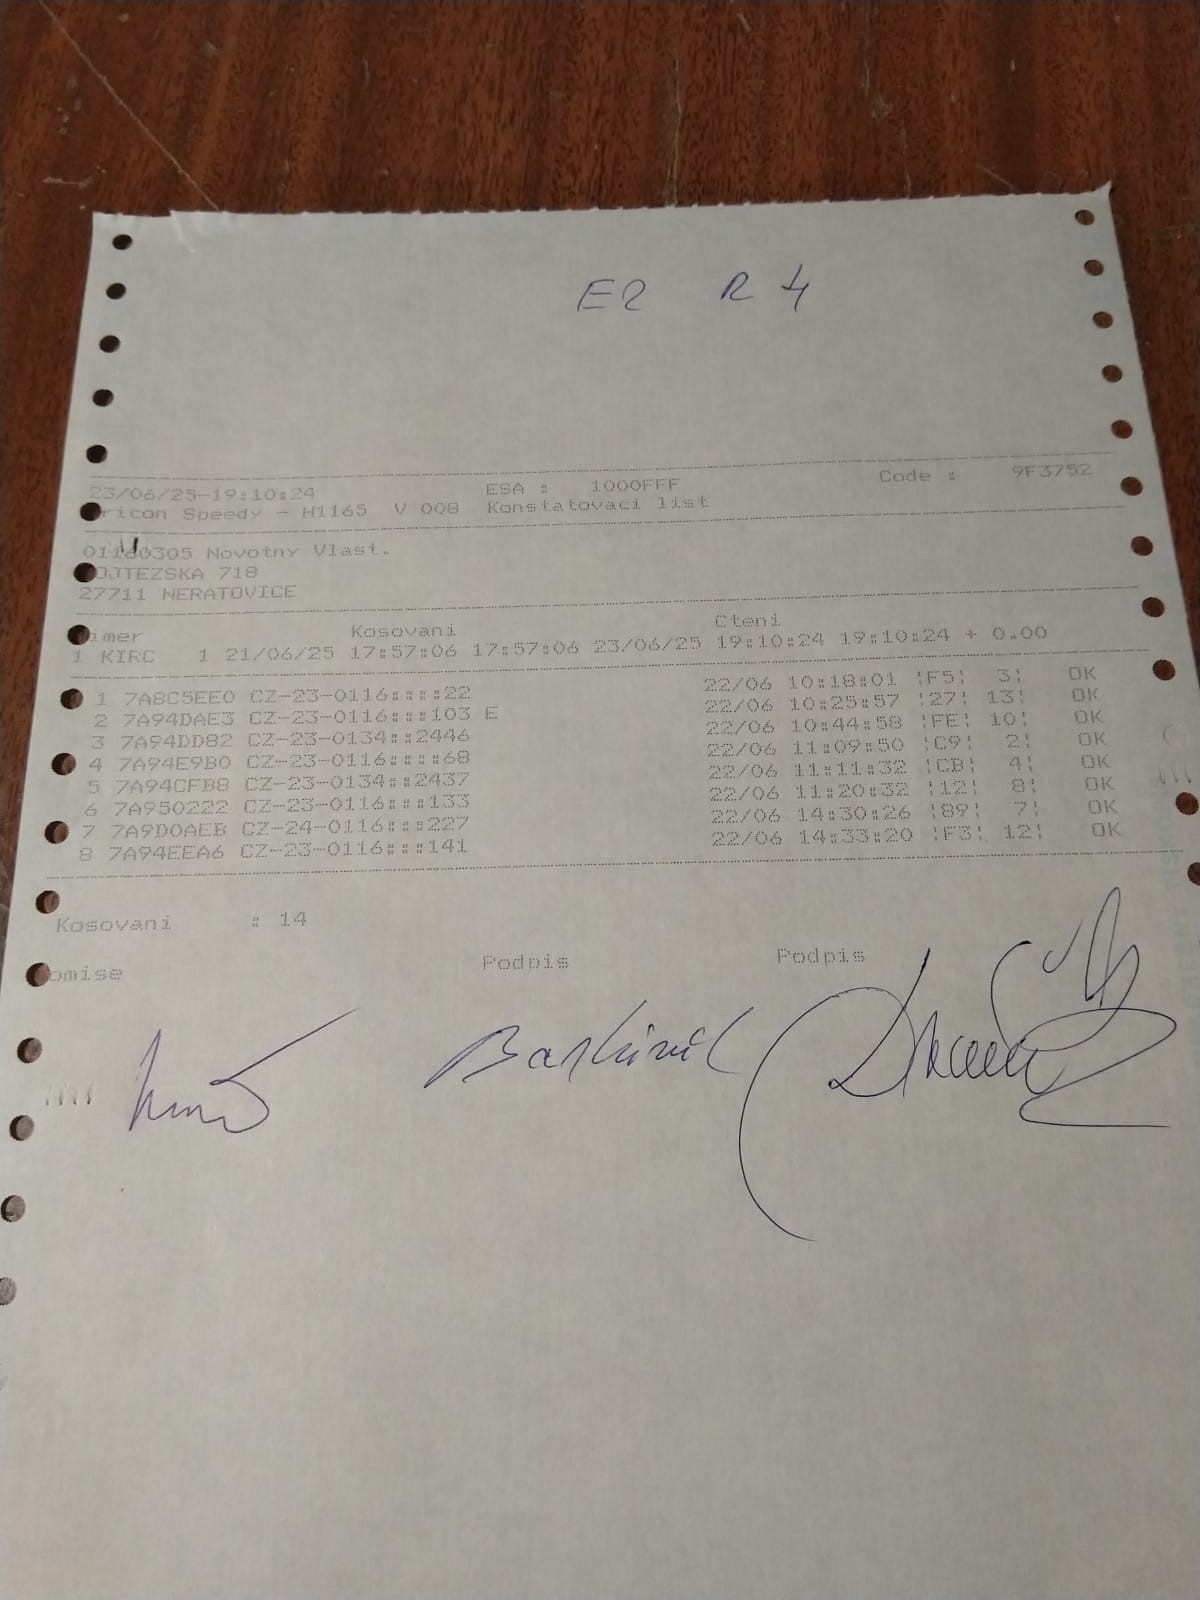 E2 R 4
23/06/25-19:10:24 ESA : 1000FFF Code : 9F3752
ricon Speedy - H1165 V 008 Konstatovaci list
01160305 Novotny Vlast.
OJTEZSKA 718
27711 NERATOVICE
imer Kosovani Cteni
1 KIRC 1 21/06/25 17:57:06 17:57:06 23/06/25 19:10:24 19:10:24 + 0.00
1 7A8C5EE0 CZ-23-0116::::22 22/06 10:18:01 ¦F5¦ 3¦ OK
2 7A94DAE3 CZ-23-0116:::103 E 22/06 10:25:57 ¦27¦ 13¦ OK
3 7A94DD82 CZ-23-0134::2446 22/06 10:44:58 ¦FE¦ 10¦ OK
4 7A94E9B0 CZ-23-0116::::68 22/06 11:09:50 ¦C9¦ 2¦ OK
5 7A94CFB8 CZ-23-0134::2437 22/06 11:11:32 ¦CB¦ 4¦ OK
6 7A950222 CZ-23-0116:::133 22/06 11:20:32 ¦12¦ 8¦ OK
7 7A9D0AEB CZ-24-0116:::227 22/06 14:30:26 ¦89¦ 7¦ OK
8 7A94EEA6 CZ-23-0116:::141 22/06 14:33:20 ¦F3¦ 12¦ OK
Kosovani : 14
omise Podpis Podpis